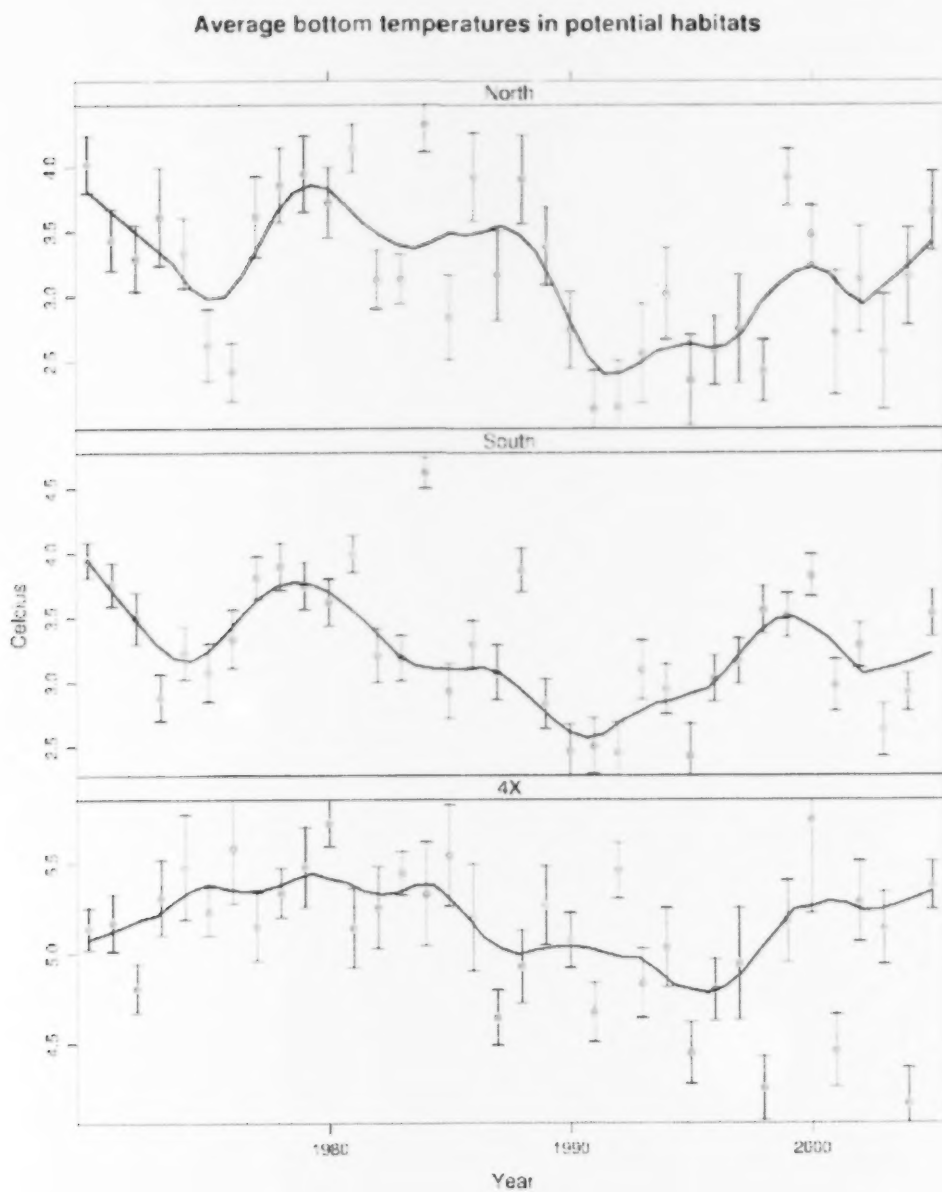 Average bottom temperatures in potential habitats
North
4.0
3.5
3.0
2.5
South
4.5
4.0
3.5
3.0
2.5
Celcius
4X
5.5
5.0
4.5
1980
1990
2000
Year